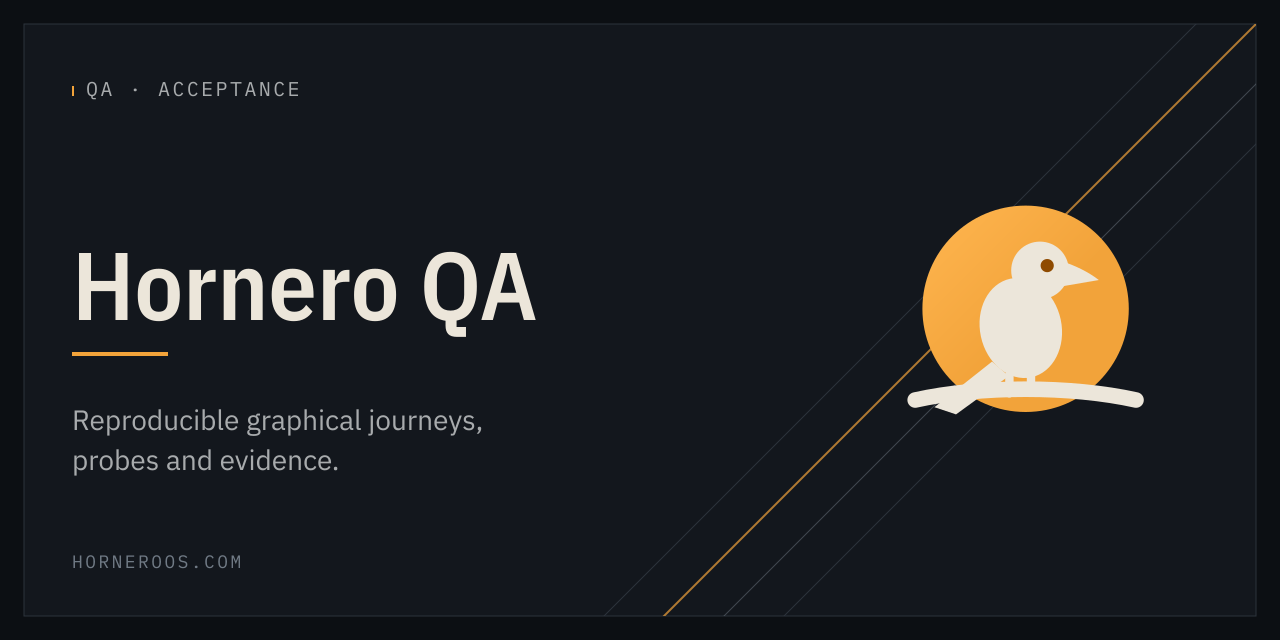 QA · ACCEPTANCE
Hornero QA
Reproducible graphical journeys,
probes and evidence.
HORNEROOS.COM